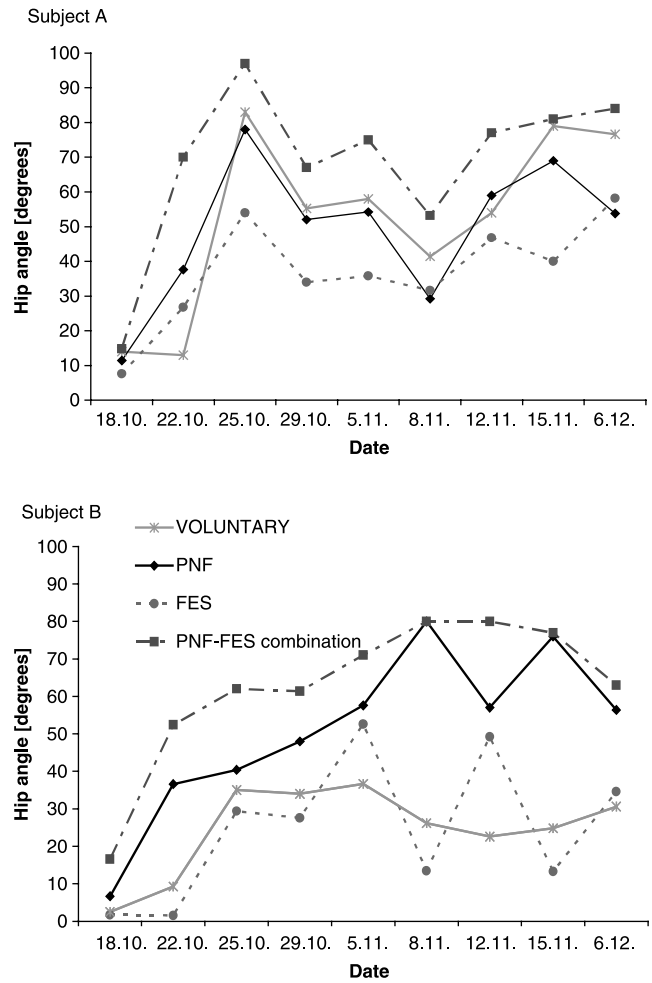 Subject A
100
90
80
70
60
50
40
30
20
10
0
Hip angle [degrees]
18.10. 22.10. 25.10. 29.10. 5.11. 8.11. 12.11. 15.11. 6.12.
Date
Subject B
VOLUNTARY
PNF
FES
PNF-FES combination
100
90
80
70
60
50
40
30
20
10
0
Hip angle [degrees]
18.10. 22.10. 25.10. 29.10. 5.11. 8.11. 12.11. 15.11. 6.12.
Date